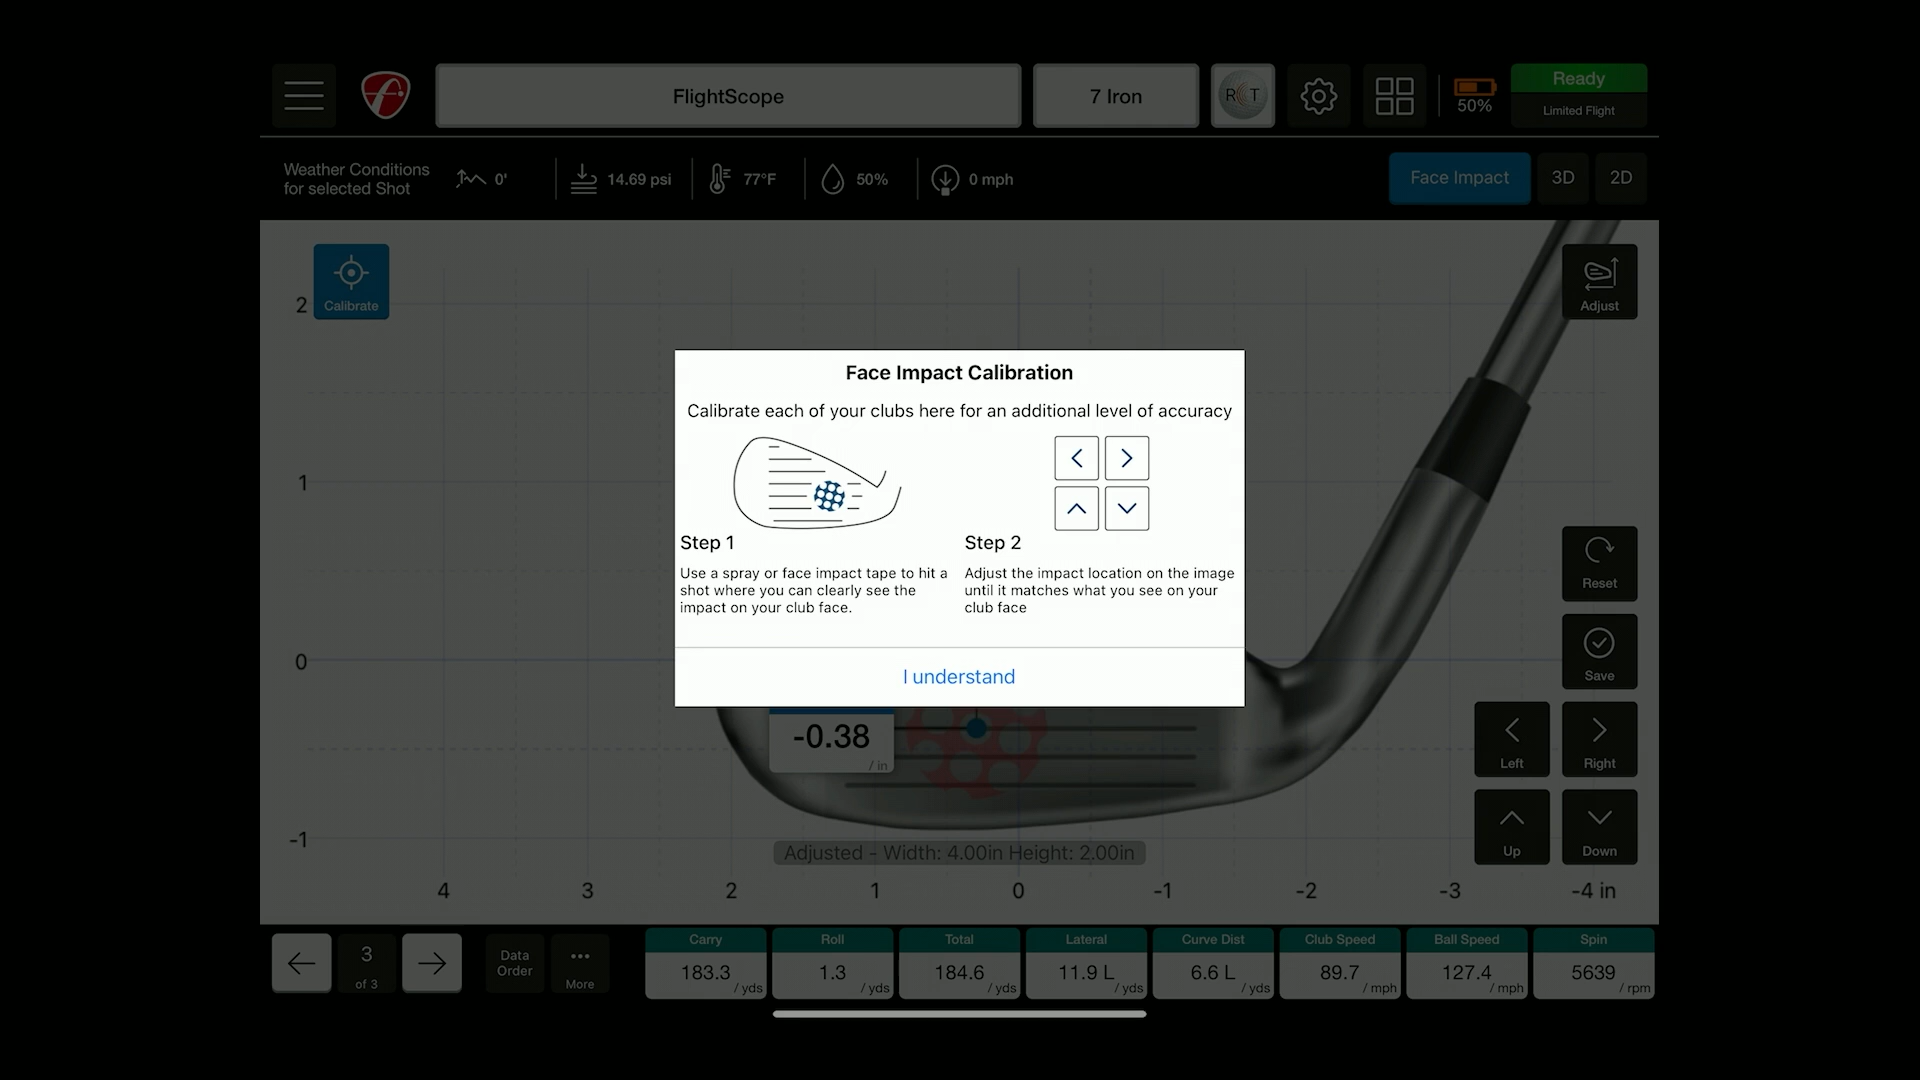 FlightScope
7 Iron
R T
50%
Ready
Limited Flight
Weather Conditions
for selected Shot
0'
14.69 psi
77°F
50%
0 mph
Face Impact
3D
2D
Calibrate
Adjust
2
1
0
-1
Face Impact Calibration
Calibrate each of your clubs here for an additional level of accuracy
Step 1
Use a spray or face impact tape to hit a
shot where you can clearly see the
impact on your club face.
Step 2
Adjust the impact location on the image
until it matches what you see on your
club face
I understand
Reset
Save
-0.38
/ in
Left
Right
Up
Down
Adjusted - Width: 4.00in Height: 2.00in
4 3 2 1 0 -1 -2 -3 -4 in
3
of 3
Data
Order
More
Carry
183.3
/ yds
Roll
1.3
/ yds
Total
184.6
/ yds
Lateral
11.9 L
/ yds
Curve Dist
6.6 L
/ yds
Club Speed
89.7
/ mph
Ball Speed
127.4
/ mph
Spin
5639
/ rpm